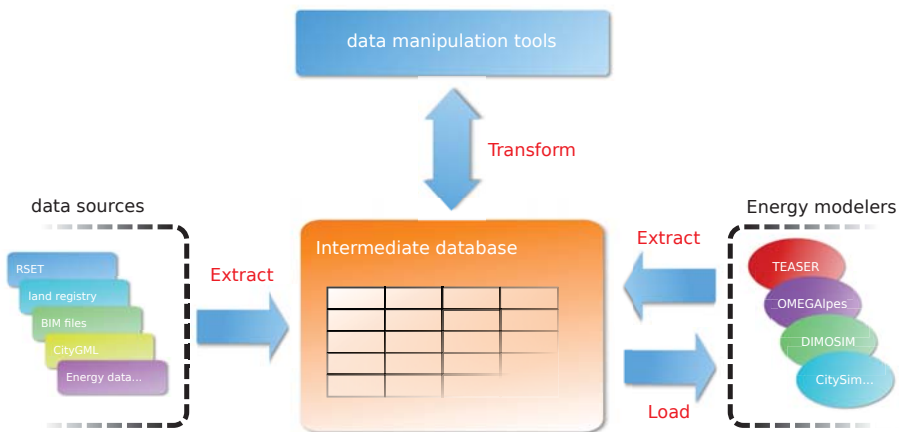 data manipulation tools
Transform
data sources
RSET
land registry
BIM files
CityGML
Energy data...
Extract
Intermediate database
Extract
Load
Energy modelers
TEASER
OMEGAlpes
DIMOSIM
CitySim...